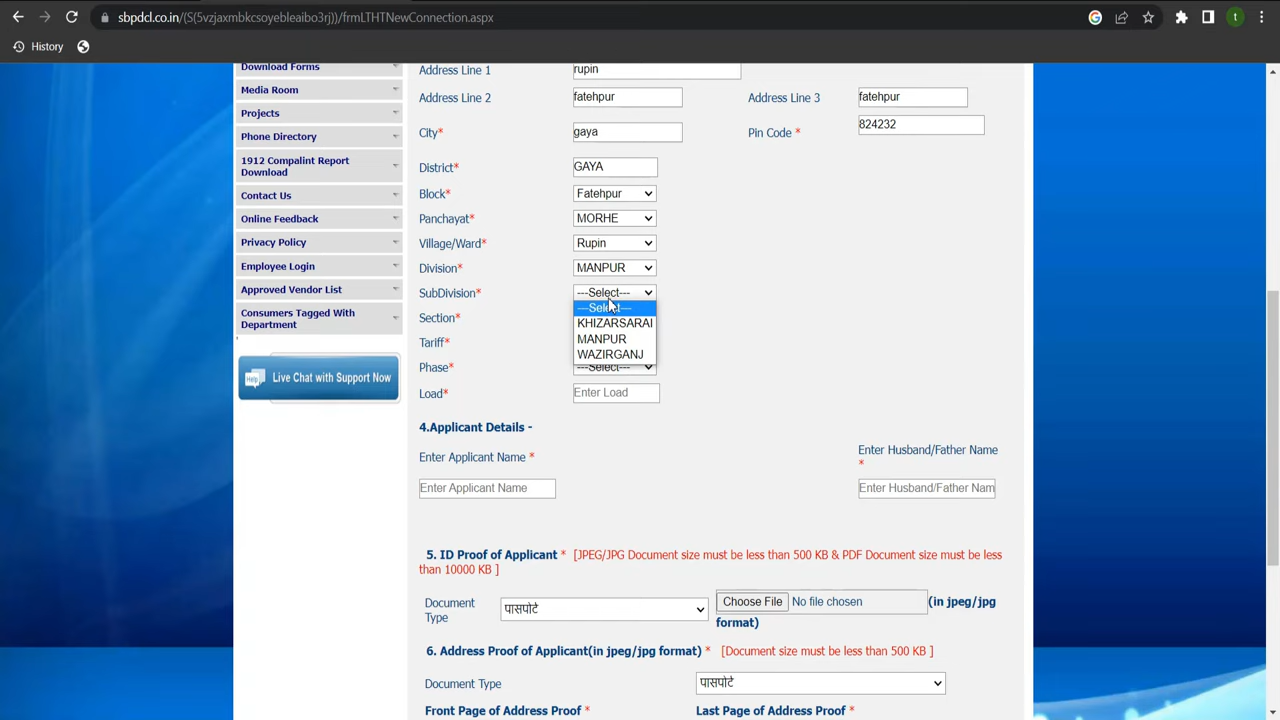 sbpdcl.co.in/(S(5vzjaxmbkcsoyebleaibo3rj))/frmLTHTNewConnection.aspx
t
History
Download Forms
Media Room
Projects
Phone Directory
1912 Compalint Report
Download
Contact Us
Online Feedback
Privacy Policy
Employee Login
Approved Vendor List
Consumers Tagged With
Department
Help Live Chat with Support Now
Address Line 1 rupin
Address Line 2 fatehpur Address Line 3 fatehpur
City* gaya Pin Code * 824232
District* GAYA
Block* Fatehpur
Panchayat* MORHE
Village/Ward* Rupin
Division* MANPUR
SubDivision* ---Select---
---Select---
Section* KHIZARSARAI
Tariff* MANPUR
WAZIRGANJ
Phase* ---Select---
Load* Enter Load
4.Applicant Details -
Enter Applicant Name * Enter Husband/Father Name
*
Enter Applicant Name Enter Husband/Father Nam
5. ID Proof of Applicant * [JPEG/JPG Document size must be less than 500 KB & PDF Document size must be less
than 10000 KB ]
Document
Type पासपोर्ट Choose File No file chosen (in jpeg/jpg
format)
6. Address Proof of Applicant(in jpeg/jpg format) * [Document size must be less than 500 KB ]
Document Type पासपोर्ट
Front Page of Address Proof * Last Page of Address Proof *